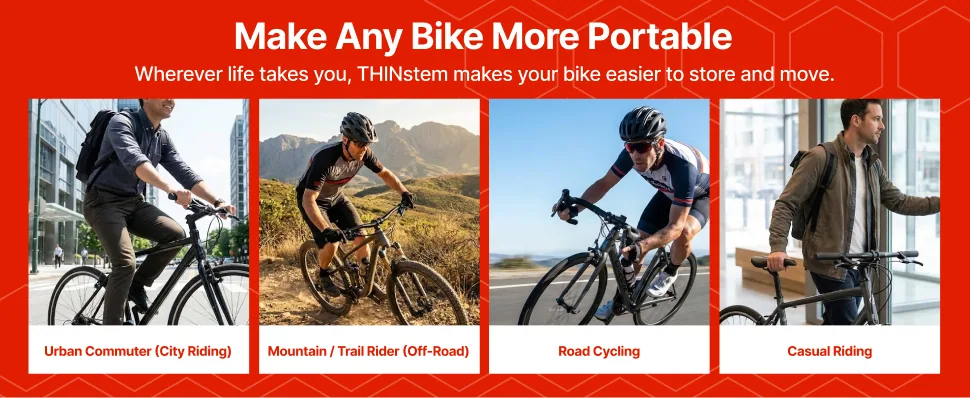 Make Any Bike More Portable
Wherever life takes you, THINstem makes your bike easier to store and move.
Urban Commuter (City Riding)
Mountain / Trail Rider (Off-Road)
Road Cycling
Casual Riding